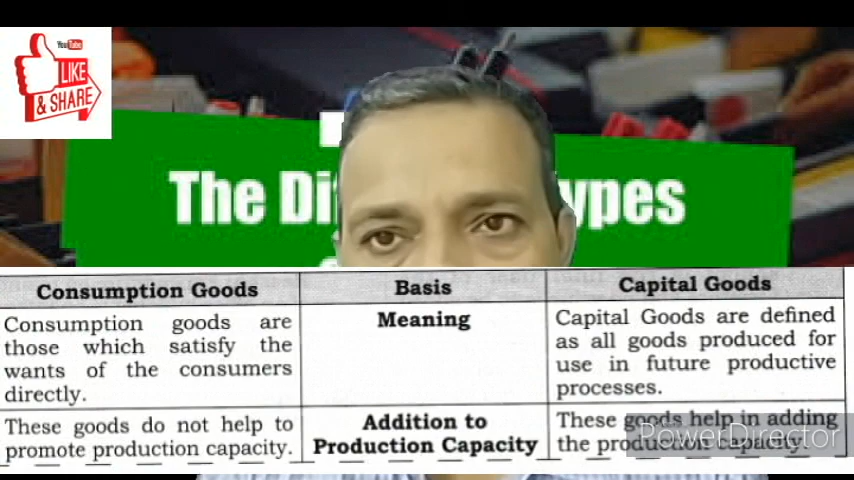 YouTube
LIKE
& SHARE
The Di
ypes
Consumption Goods
Basis
Capital Goods
Consumption goods are
those which satisfy the
wants of the consumers
directly.
Meaning
Capital Goods are defined
as all goods produced for
use in future productive
processes.
These goods do not help to
promote production capacity.
Addition to
Production Capacity
These goods help in adding
the production capacity.
PowerDirector